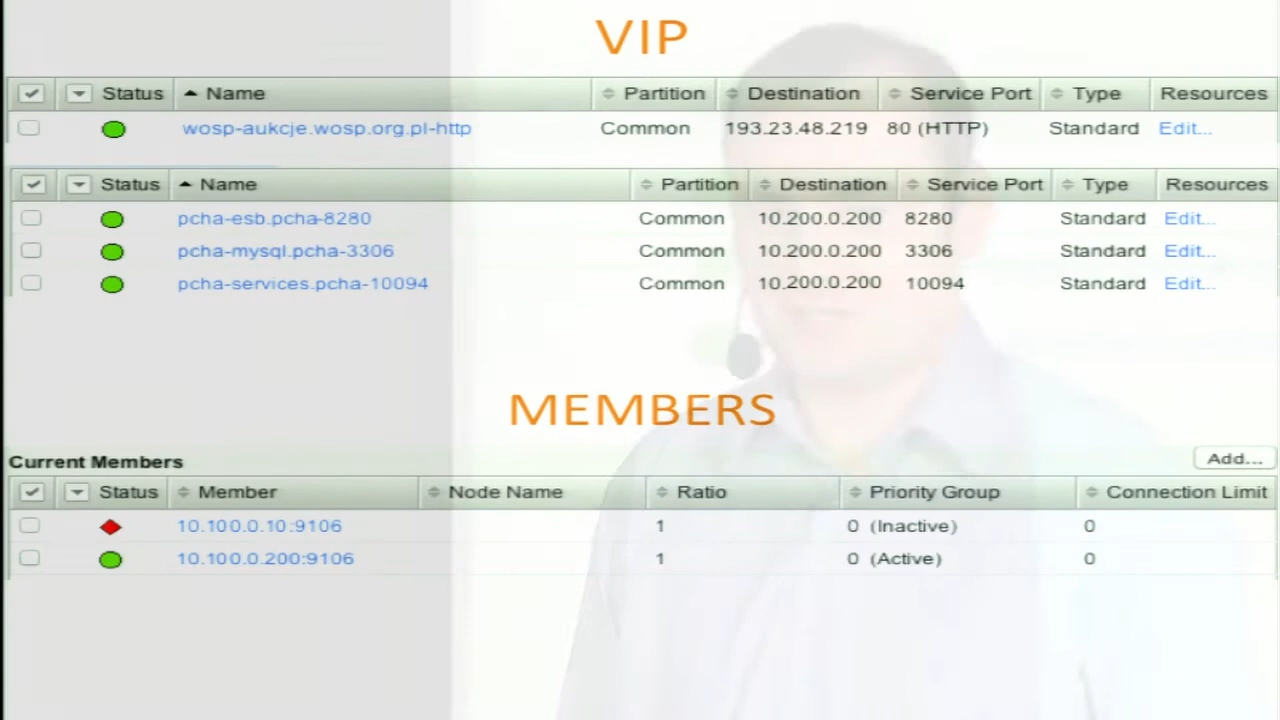 VIP
Status Name Partition Destination Service Port Type Resources
wosp-aukcje.wosp.org.pl-http Common 193.23.48.219 80 (HTTP) Standard Edit...
Status Name Partition Destination Service Port Type Resources
pcha-esb.pcha-8280 Common 10.200.0.200 8280 Standard Edit...
pcha-mysql.pcha-3306 Common 10.200.0.200 3306 Standard Edit...
pcha-services.pcha-10094 Common 10.200.0.200 10094 Standard Edit...
MEMBERS
Current Members Add...
Status Member Node Name Ratio Priority Group Connection Limit
10.100.0.10:9106 1 0 (Inactive) 0
10.100.0.200:9106 1 0 (Active) 0